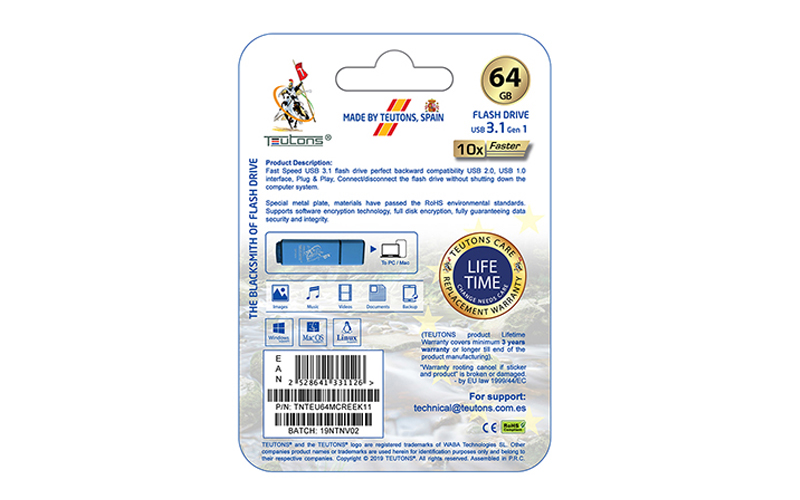 64
GB
MADE BY TEUTONS, SPAIN
FLASH DRIVE
USB 3.1 Gen 1
TEUTONS®
10x Faster
THE BLACKSMITH OF FLASH DRIVE
Product Description:
Fast Speed USB 3.1 flash drive perfect backward compatibility USB 2.0, USB 1.0
interface, Plug & Play, Connect/disconnect the flash drive without shutting down the
computer system.
Special metal plate, materials have passed the RoHS environmental standards.
Supports software encryption technology, full disk encryption, fully guaranteeing data
security and integrity.
To PC / Mac
TEUTONS CARE
LIFE
TIME
CHANGE NEEDS CARE
REPLACEMENT WARRANTY
Images
Music
Videos
Documents
Backup
Windows
MacOS
Linux
(TEUTONS product Lifetime
Warranty covers minimum 3 years
warranty or longer till end of the
product manufacturing).
"Warranty rooting cancel if sticker
and product" is broken or damaged.
- by EU law 1999/44/EC
EAN
2 528641 331126 >
P/N: TNTEU64MCREEK11
BATCH: 19NTNV02
For support:
technical@teutons.com.es
CE
RoHS
Compliant
TEUTONS® and the TEUTONS® logo are registered trademarks of WABA Technologies SL. Other
companies product names or trademarks are used herein for identification purposes only and belong to
their respective companies. Copyright © 2019 TEUTONS®. All rights reserved. Assembled in P.R.C.